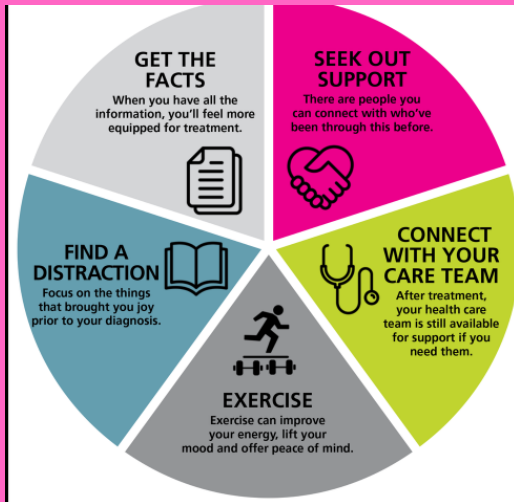 GET THE
FACTS
When you have all the
information, you'll feel more
equipped for treatment.
SEEK OUT
SUPPORT
There are people you
can connect with who've
been through this before.
CONNECT
WITH YOUR
CARE TEAM
After treatment,
your health care
team is still available
for support if you
need them.
EXERCISE
Exercise can improve
your energy, lift your
mood and offer peace of mind.
FIND A
DISTRACTION
Focus on the things
that brought you joy
prior to your diagnosis.